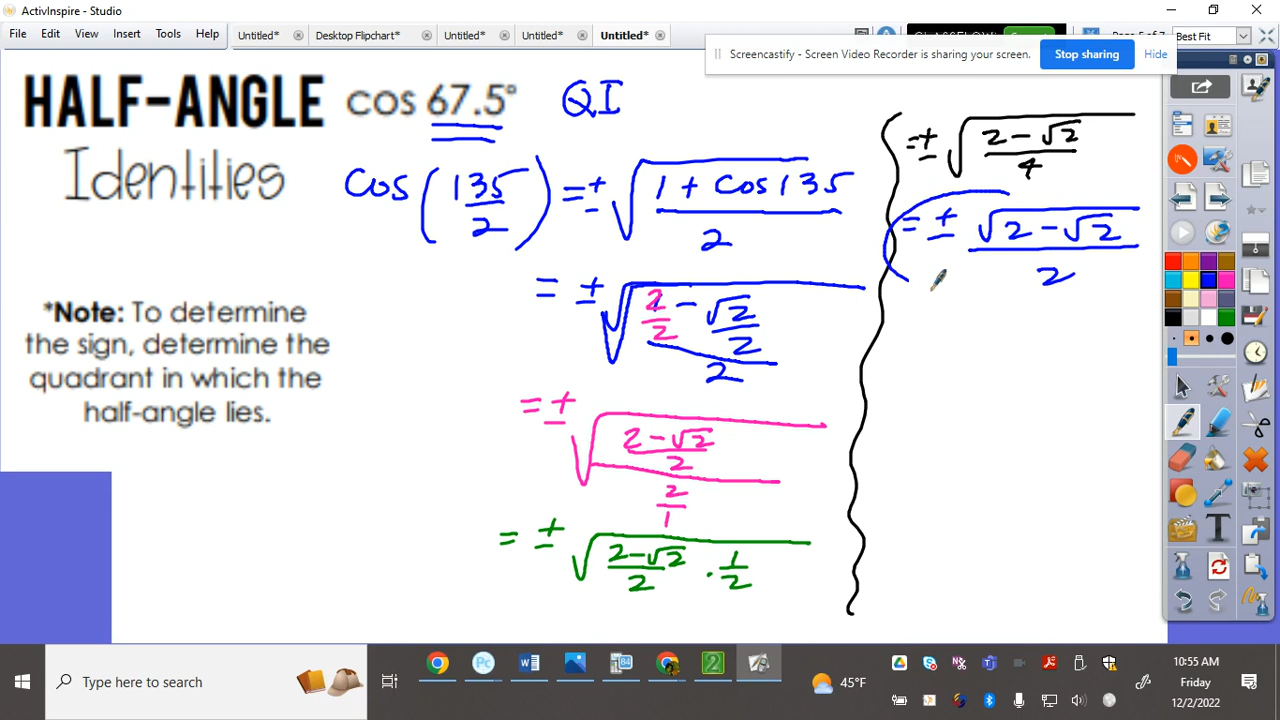 ActivInspire - Studio
File Edit View Insert Tools Help
Untitled* Desktop Flipchart* Untitled* Untitled* Untitled*
Best Fit
Screencastify - Screen Video Recorder is sharing your screen. Stop sharing Hide
HALF-ANGLE
Identities
cos 67.5° QI
cos(135/2) = ± √((1 + cos 135)/2)
= ± √((2/2 - √2/2)/2)
= ± √(((2-√2)/2)/(2/1))
= ± √((2-√2)/2 · 1/2)
= ± √((2-√2)/4)
= ± √(2-√2)/2
*Note: To determine
the sign, determine the
quadrant in which the
half-angle lies.
Type here to search
45°F
10:55 AM
Friday
12/2/2022